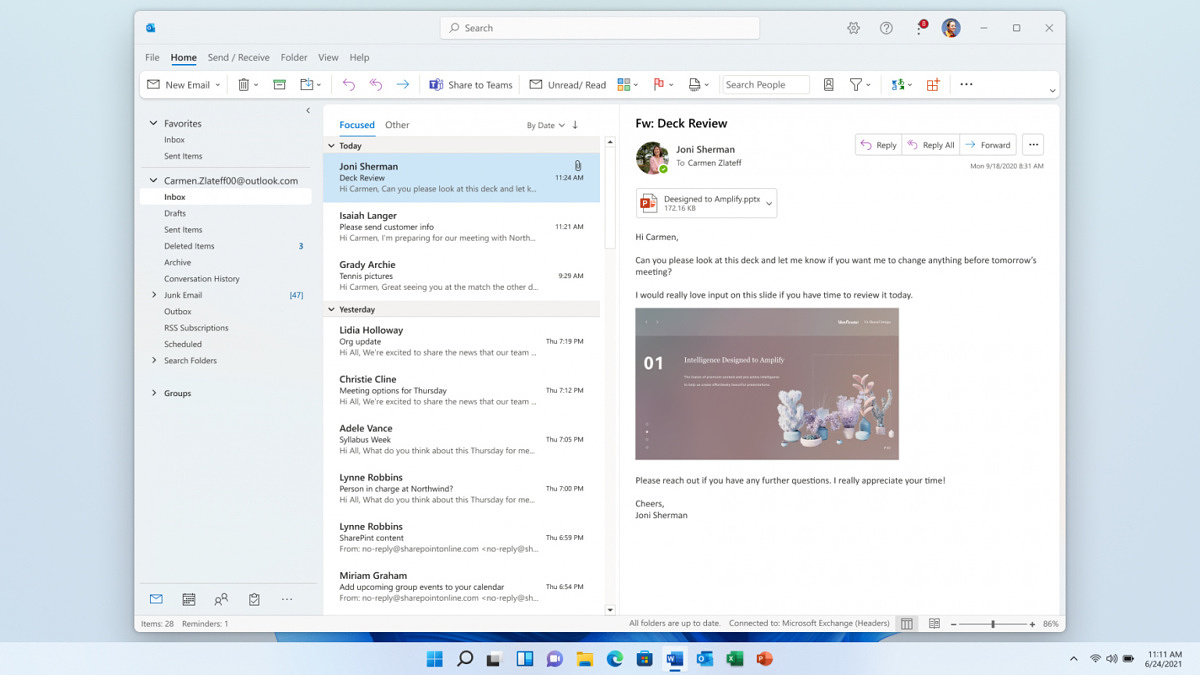 Search
8
File Home Send / Receive Folder View Help
New Email
Share to Teams
Unread/ Read
Search People
Favorites
Inbox
Sent Items
Carmen.Zlateff00@outlook.com
Inbox
Drafts
Sent Items
Deleted Items 3
Archive
Conversation History
Junk Email [47]
Outbox
RSS Subscriptions
Scheduled
Search Folders
Groups
Focused Other By Date
Today
Joni Sherman
Deck Review 11:24 AM
Hi Carmen, Can you please look at this deck and let k...
Isaiah Langer
Please send customer info 11:21 AM
Hi Carmen, I'm preparing for our meeting with North...
Grady Archie
Tennis pictures 9:29 AM
Hi Carmen, Great seeing you at the match the other d...
Yesterday
Lidia Holloway
Org update Thu 7:19 PM
Hi All, We're excited to share the news that our team ...
Christie Cline
Meeting options for Thursday Thu 7:12 PM
Hi All, We're excited to share the news that our team ...
Adele Vance
Syllabus Week Thu 7:05 PM
Hi All, What do you think about this Thursday for me...
Lynne Robbins
Person in charge at Northwind? Thu 7:00 PM
Hi All, What do you think about this Thursday for me...
Lynne Robbins
SharePint content Thu 6:59 PM
From: no-reply@sharepointonline.com <no-reply@sh...
Miriam Graham
Add upcoming group events to your calendar Thu 6:54 PM
From: no-reply@sharepointonline.com <no-reply@sh...
Fw: Deck Review
Joni Sherman
To Carmen Zlateff
Reply Reply All Forward
Mon 9/18/2020 8:31 AM
Deesigned to Amplify.pptx
172.16 KB
Hi Carmen,
Can you please look at this deck and let me know if you want me to change anything before tomorrow's
meeting?
I would really love input on this slide if you have time to review it today.
01 Intelligence Designed to Amplify
Please reach out if you have any further questions. I really appreciate your time!
Cheers,
Joni Sherman
Items: 28 Reminders: 1
All folders are up to date. Connected to: Microsoft Exchange (Headers)
86%
11:11 AM
6/24/2021